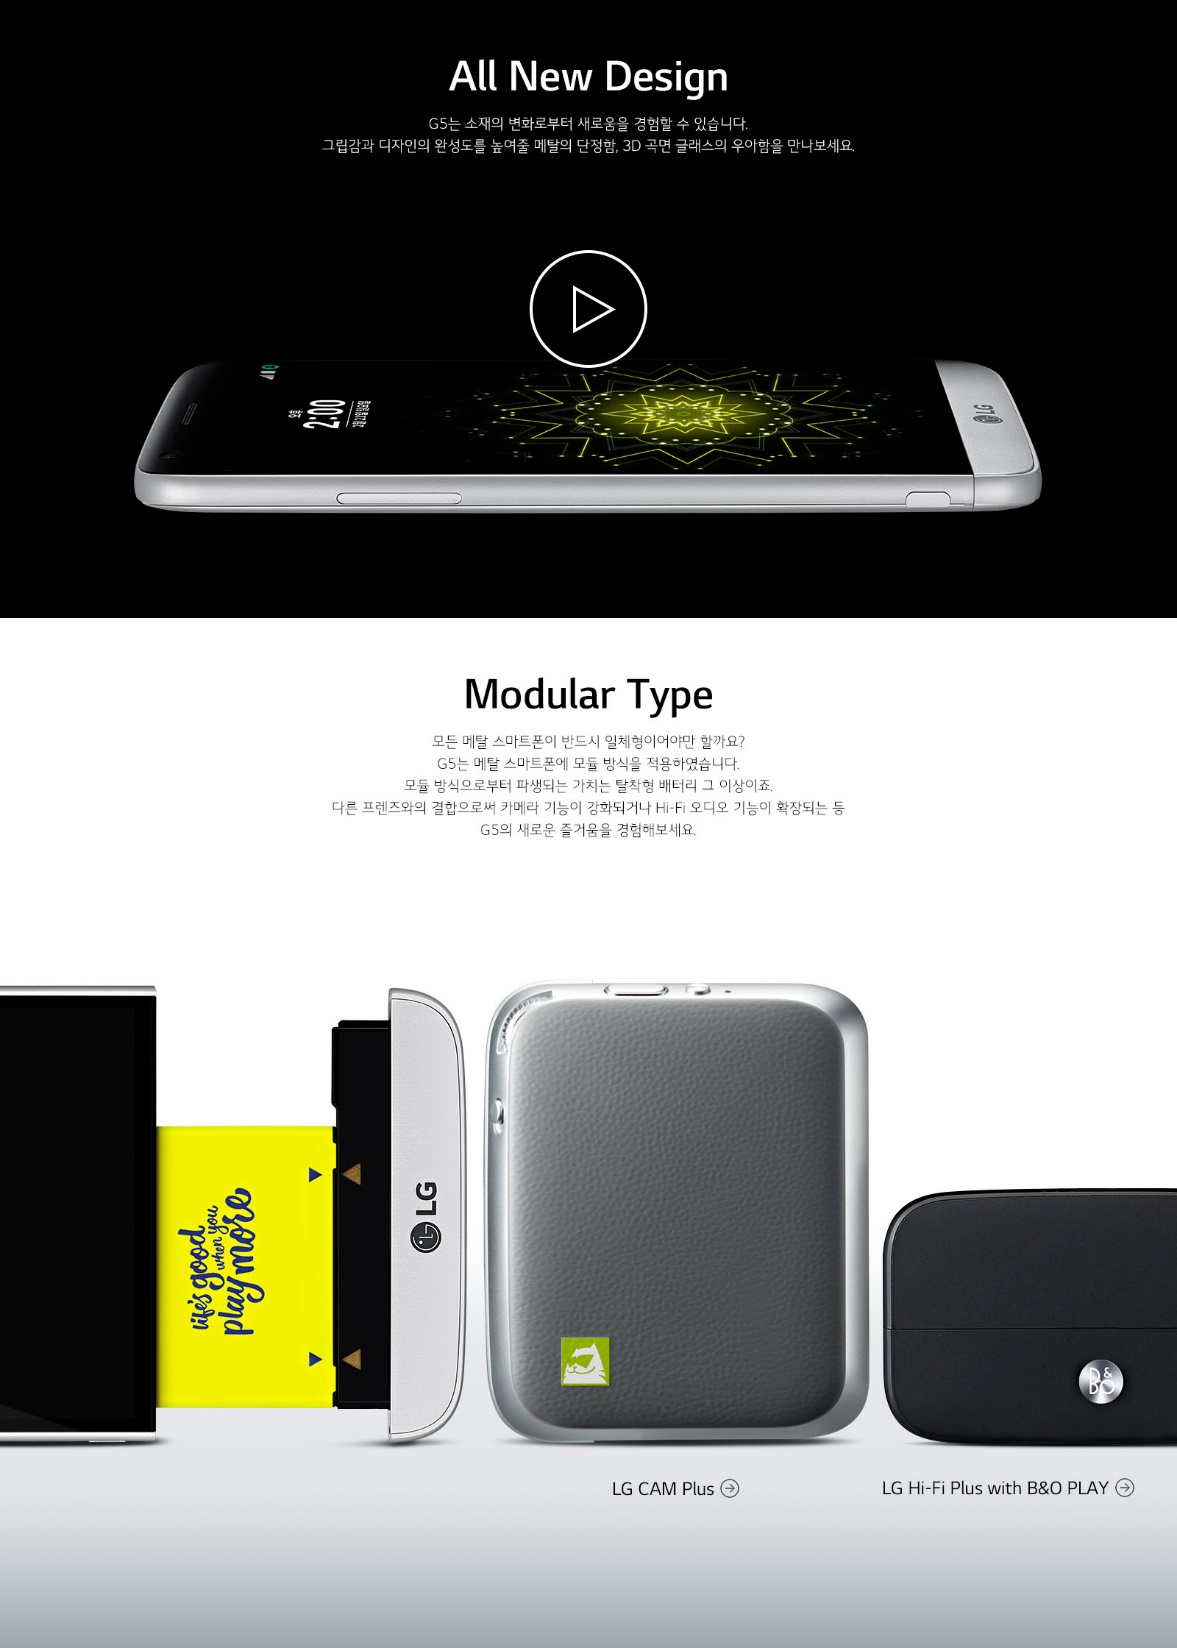 All New Design
G5는 소재의 변화로부터 새로움을 경험할 수 있습니다.
그립감과 디자인의 완성도를 높여줄 메탈의 단정함, 3D 곡면 글래스의 우아함을 만나보세요.
오후
2:00
LG
Modular Type
모든 메탈 스마트폰이 반드시 일체형이어야만 할까요?
G5는 메탈 스마트폰에 모듈 방식을 적용하였습니다.
모듈 방식으로부터 파생되는 가치는 탈착형 배터리 그 이상이죠.
다른 프렌즈와의 결합으로써 카메라 기능이 강화되거나 Hi-Fi 오디오 기능이 확장되는 등
G5의 새로운 즐거움을 경험해보세요.
life's good
when you
play more
LG
B&O
LG CAM Plus
LG Hi-Fi Plus with B&O PLAY